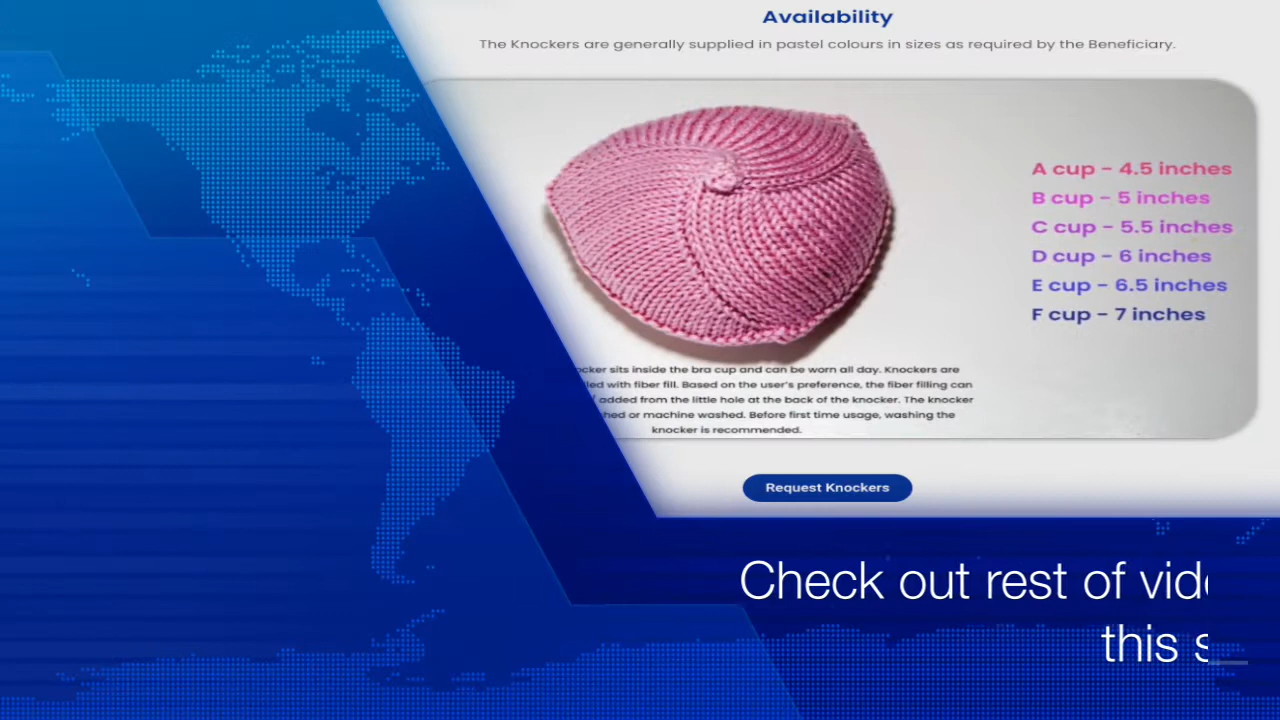 Availability
The Knockers are generally supplied in pastel colours in sizes as required by the Beneficiary.
A cup - 4.5 inches
B cup - 5 inches
C cup - 5.5 inches
D cup - 6 inches
E cup - 6.5 inches
F cup - 7 inches
sits inside the bra cup and can be worn all day. Knockers are
with fiber fill. Based on the user's preference, the fiber filling can
added from the little hole at the back of the knocker. The knocker
or machine washed. Before first time usage, washing the
knocker is recommended.
Request Knockers
Check out rest of
this